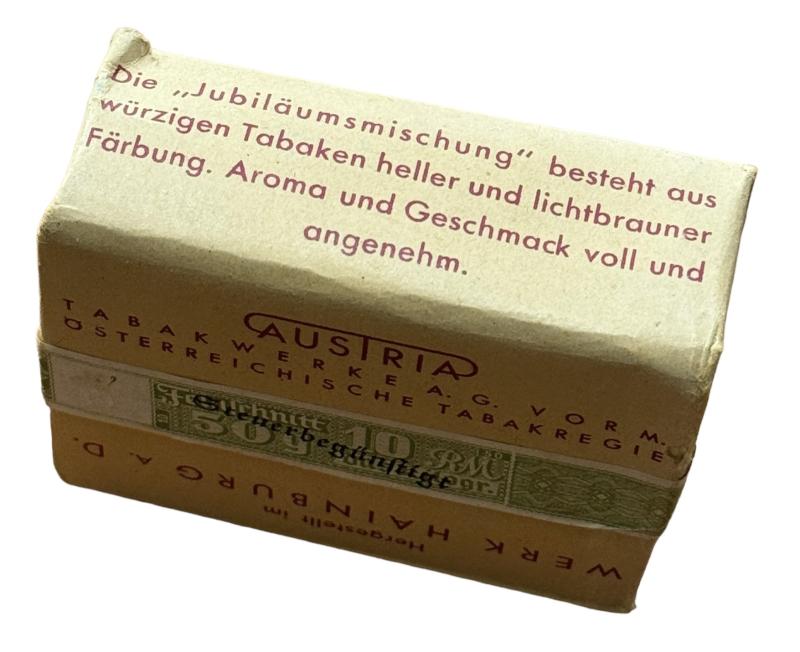 Die „Jubiläumsmischung“ besteht aus
würzigen Tabaken heller und lichtbrauner
Färbung. Aroma und Geschmack voll und
angenehm.
AUSTRIA
TABAKWERKE A. G. VORM.
ÖSTERREICHISCHE TABAKREGIE
Feinschnitt
Steuerbegünstigt
50 g 10 RM
Hergestellt im
WERK HAINBURG A. D.